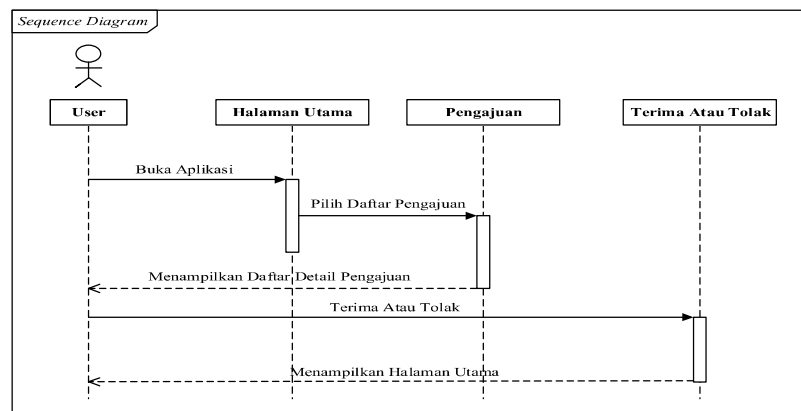 Sequence Diagram
User
Halaman Utama
Pengajuan
Terima Atau Tolak
Buka Aplikasi
Pilih Daftar Pengajuan
Menampilkan Daftar Detail Pengajuan
Terima Atau Tolak
Menampilkan Halaman Utama